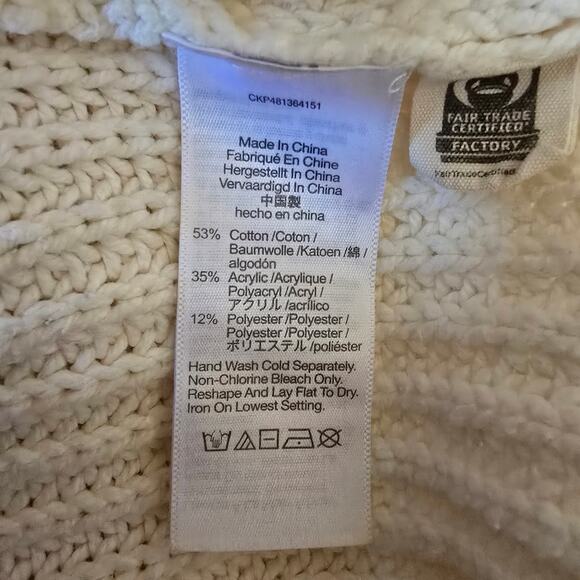 CKP481364151
Made In China
Fabriqué En Chine
Hergestellt In China
Vervaardigd In China
中国製
hecho en china
53% Cotton /Coton /
Baumwolle /Katoen /綿 /
algodón
35% Acrylic /Acrylique /
Polyacryl /Acryl /
アクリル /acrílico
12% Polyester /Polyester /
Polyester /Polyester /
ポリエステル /poliéster
Hand Wash Cold Separately.
Non-Chlorine Bleach Only.
Reshape And Lay Flat To Dry.
Iron On Lowest Setting.
FAIR TRADE
CERTIFIED
FACTORY
FairTradeCertified